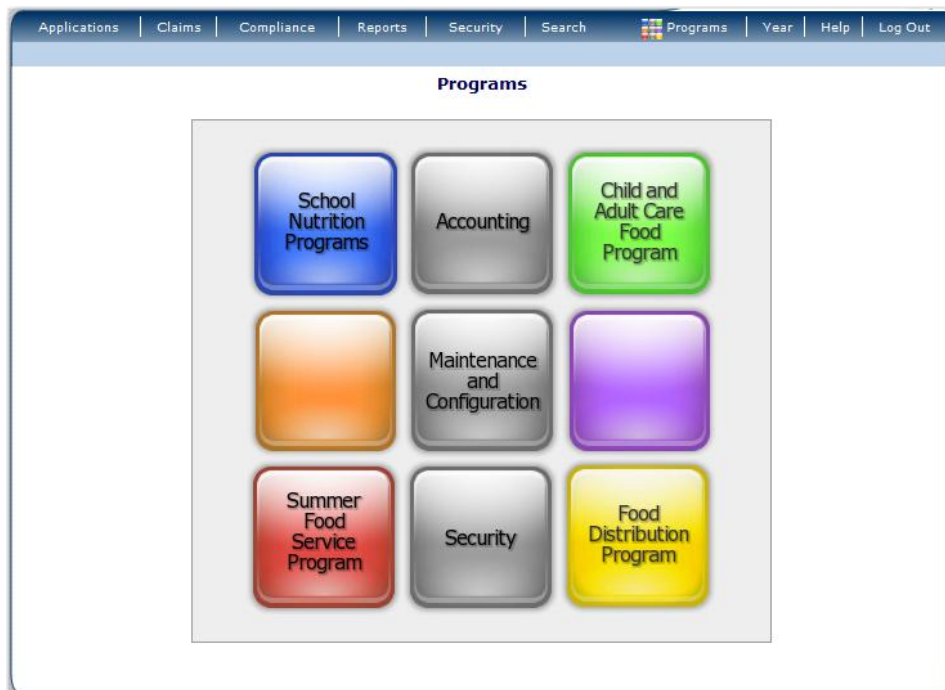 Applications Claims Compliance Reports Security Search Programs Year Help Log Out
Programs
School
Nutrition
Programs
Accounting
Child and
Adult Care
Food
Program
Maintenance
and
Configuration
Summer
Food
Service
Program
Security
Food
Distribution
Program